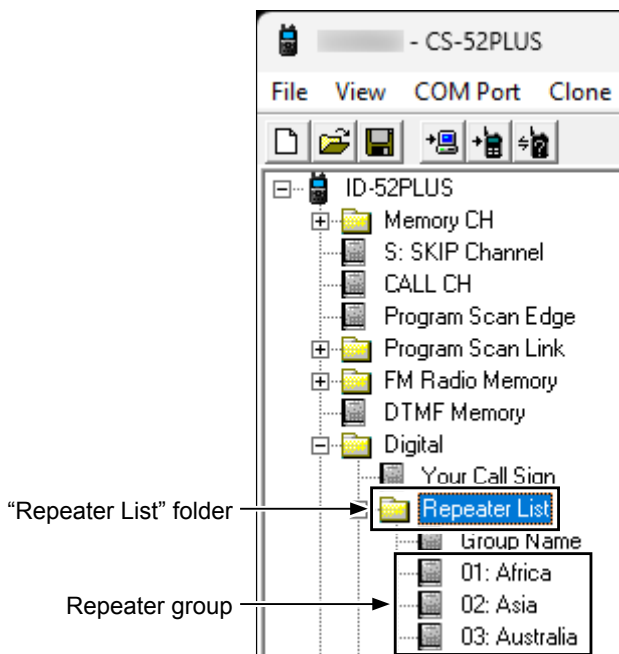 - CS-52PLUS
File View COM Port Clone
ID-52PLUS
Memory CH
S: SKIP Channel
CALL CH
Program Scan Edge
Program Scan Link
FM Radio Memory
DTMF Memory
Digital
Your Call Sign
“Repeater List” folder
Repeater List
Group Name
01: Africa
Repeater group
02: Asia
03: Australia